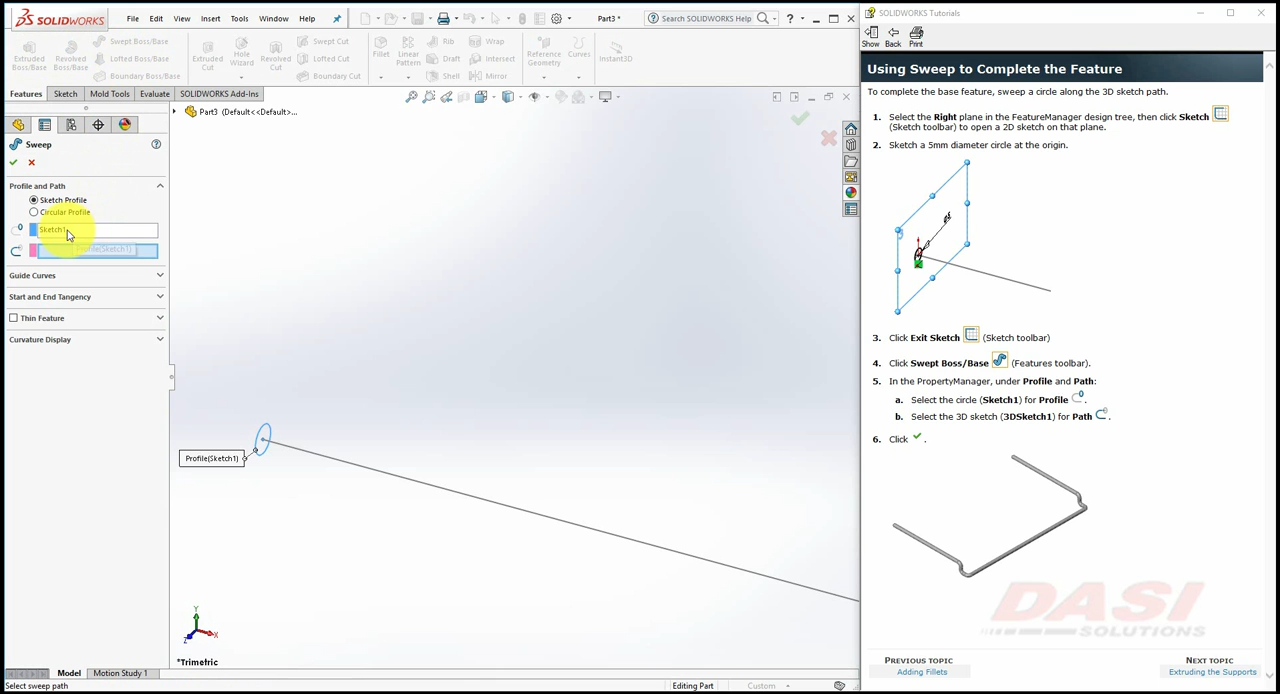 SOLIDWORKS
File
Edit
View
Insert
Tools
Window
Help
Part3 *
Search SOLIDWORKS Help
Extruded Boss/Base
Revolved Boss/Base
Swept Boss/Base
Lofted Boss/Base
Boundary Boss/Base
Extruded Cut
Hole Wizard
Revolved Cut
Swept Cut
Lofted Cut
Boundary Cut
Fillet
Linear Pattern
Rib
Draft
Shell
Wrap
Intersect
Mirror
Reference Geometry
Curves
Instant3D
Features
Sketch
Mold Tools
Evaluate
SOLIDWORKS Add-Ins
Part3 (Default<<Default>...
Sweep
Profile and Path
Sketch Profile
Circular Profile
Sketch1
Profile(Sketch1)
Guide Curves
Start and End Tangency
Thin Feature
Curvature Display
Profile(Sketch1)
Y
X
Z
*Trimetric
Model
Motion Study 1
Select sweep path
Editing Part
Custom
SOLIDWORKS Tutorials
Show
Back
Print
Using Sweep to Complete the Feature
To complete the base feature, sweep a circle along the 3D sketch path.
1. Select the Right plane in the FeatureManager design tree, then click Sketch
(Sketch toolbar) to open a 2D sketch on that plane.
2. Sketch a 5mm diameter circle at the origin.
3. Click Exit Sketch (Sketch toolbar)
4. Click Swept Boss/Base (Features toolbar).
5. In the PropertyManager, under Profile and Path:
a. Select the circle (Sketch1) for Profile .
b. Select the 3D sketch (3DSketch1) for Path .
6. Click .
DASI
SOLUTIONS
PREVIOUS TOPIC
Adding Fillets
NEXT TOPIC
Extruding the Supports